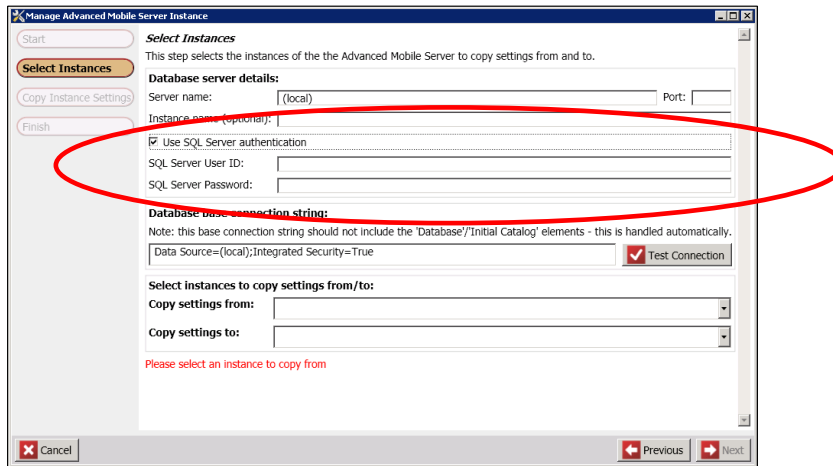 Manage Advanced Mobile Server Instance
Start
Select Instances
Copy Instance Settings
Finish
Select Instances
This step selects the instances of the the Advanced Mobile Server to copy settings from and to.
Database server details:
Server name: (local) Port:
Instance name (optional):
Use SQL Server authentication
SQL Server User ID:
SQL Server Password:
Database base connection string:
Note: this base connection string should not include the 'Database'/'Initial Catalog' elements - this is handled automatically.
Data Source=(local);Integrated Security=True Test Connection
Select instances to copy settings from/to:
Copy settings from:
Copy settings to:
Please select an instance to copy from
Cancel Previous Next